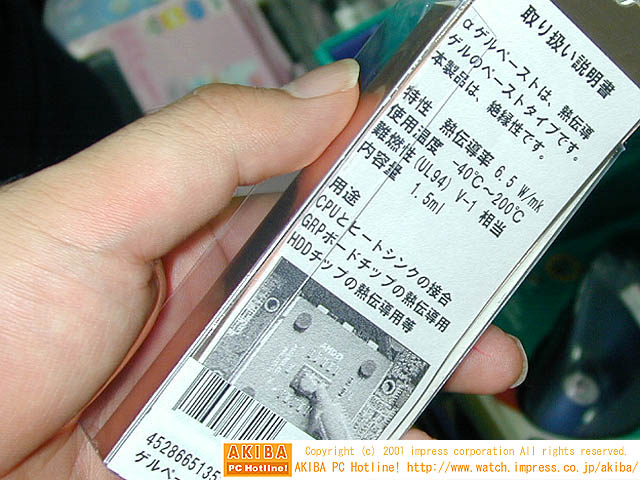 取り扱い説明書
αゲルペーストは、熱伝導
ゲルのペーストタイプです。
本製品は、絶縁性です。
特性 熱伝導率 6.5 W/mk
使用温度 -40℃~200℃
難燃性(UL94) V-1 相当
内容量 1.5ml
用途
CPUとヒートシンクの接合
GRPボードチップの熱伝導用
HDDチップの熱伝導用等
AMD
4528665135
ゲルペー
AKIBA
PC Hotline!
Copyright (c) 2001 impress corporation All rights reserved.
AKIBA PC Hotline! http://www.watch.impress.co.jp/akiba/